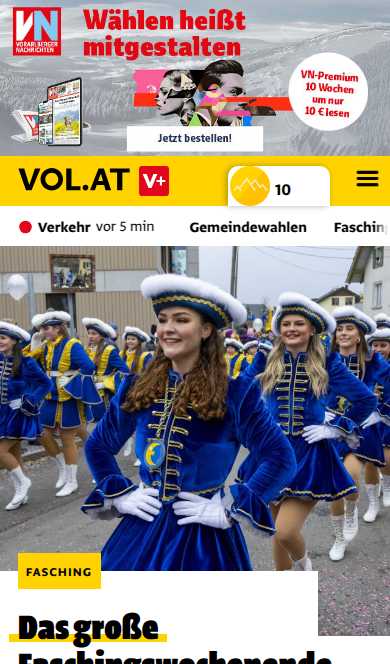 VN
VORARLBERGER
NACHRICHTEN
Wählen heißt
mitgestalten
VN-Premium
10 Wochen
um nur
10 € lesen
Jetzt bestellen!
VOL.AT V+
10
Verkehr vor 5 min Gemeindewahlen
FASCHING
Das große
Faschingswochenende